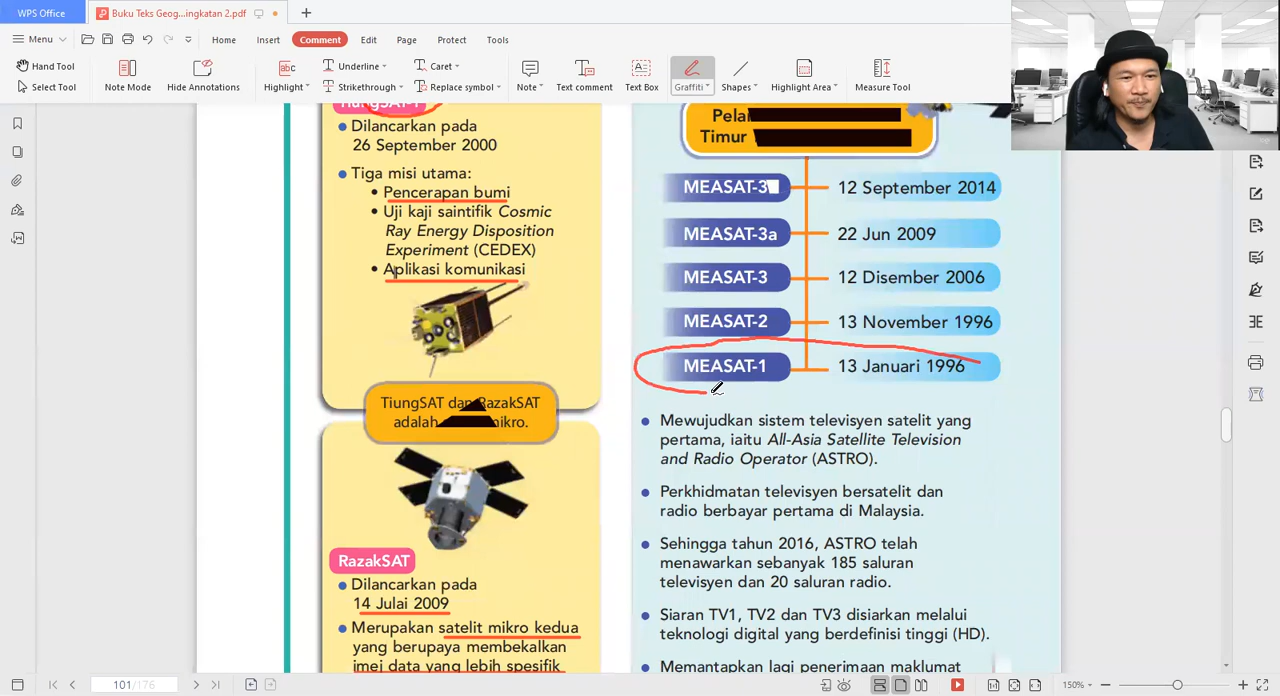 WPS Office
Buku Teks Geog...ingkatan 2.pdf
Menu
Home
Insert
Comment
Edit
Page
Protect
Tools
Hand Tool
Select Tool
Note Mode
Hide Annotations
Highlight
Underline
Strikethrough
Caret
Replace symbol
Note
Text comment
Text Box
Graffiti
Shapes
Highlight Area
Measure Tool
TiungSAT-1
Dilancarkan pada
26 September 2000
Tiga misi utama:
Pencerapan bumi
Uji kaji saintifik Cosmic
Ray Energy Disposition
Experiment (CEDEX)
Aplikasi komunikasi
TiungSAT dan RazakSAT
adalah mikro.
RazakSAT
Dilancarkan pada
14 Julai 2009
Merupakan satelit mikro kedua
yang berupaya membekalkan
imej data yang lebih spesifik
Timur
MEASAT-3 12 September 2014
MEASAT-3a 22 Jun 2009
MEASAT-3 12 Disember 2006
MEASAT-2 13 November 1996
MEASAT-1 13 Januari 1996
Mewujudkan sistem televisyen satelit yang
pertama, iaitu All-Asia Satellite Television
and Radio Operator (ASTRO).
Perkhidmatan televisyen bersatelit dan
radio berbayar pertama di Malaysia.
Sehingga tahun 2016, ASTRO telah
menawarkan sebanyak 185 saluran
televisyen dan 20 saluran radio.
Siaran TV1, TV2 dan TV3 disiarkan melalui
teknologi digital yang berdefinisi tinggi (HD).
Memantapkan lagi penerimaan maklumat
101/176
150%